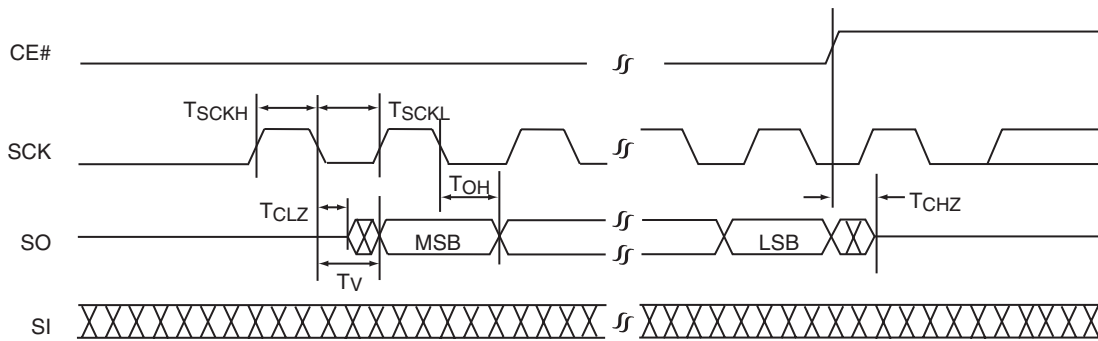 CE#
TSCKH
TSCKL
SCK
TOH
TCLZ
TCHZ
SO
MSB
LSB
TV
SI